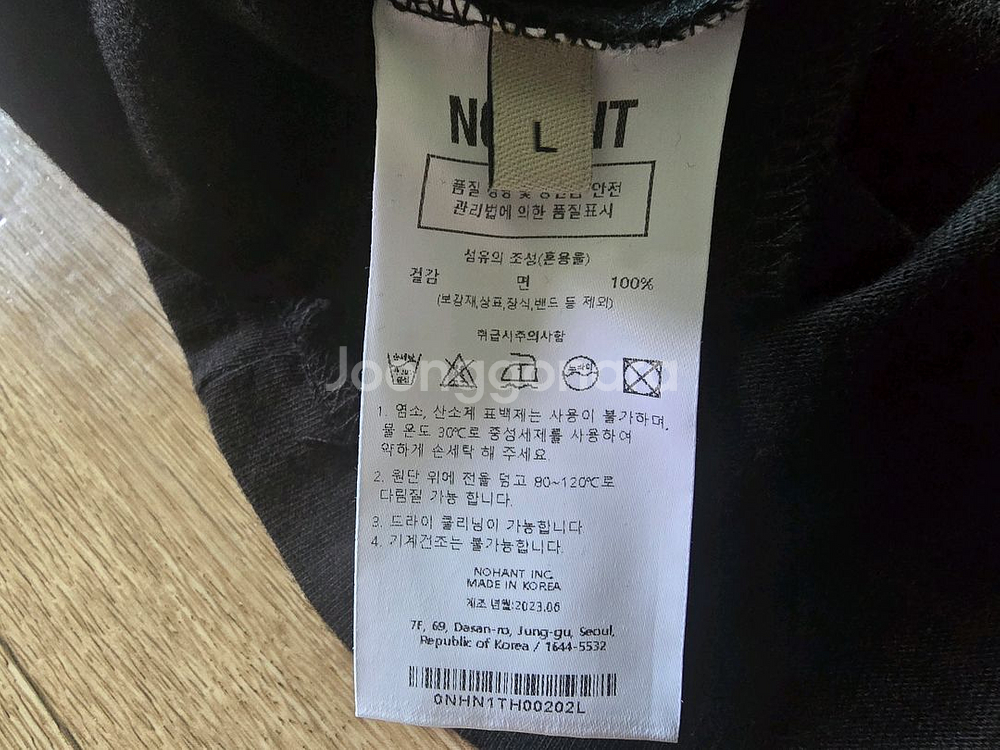 L
품질 및 안전
관리법에 의한 품질표시
섬유의 조성(혼용율)
겉감 면 100%
(보강재,상표,장식,밴드 등 제외)
취급시주의사항
Joonggonara
1. 염소, 산소계 표백제는 사용이 불가하며,
물 온도 30℃로 중성세제를 사용하여
약하게 손세탁 해 주세요.
2. 원단 위에 천을 덮고 80~120℃로
다림질 가능 합니다.
3. 드라이 클리닝이 가능합니다
4. 기계건조는 불가능합니다.
NOHANT INC.
MADE IN KOREA
제조 년월:2023.06
7F, 69, Dasan-ro, Jung-gu, Seoul,
Republic of Korea / 1644-5532
0NHN1TH00202L